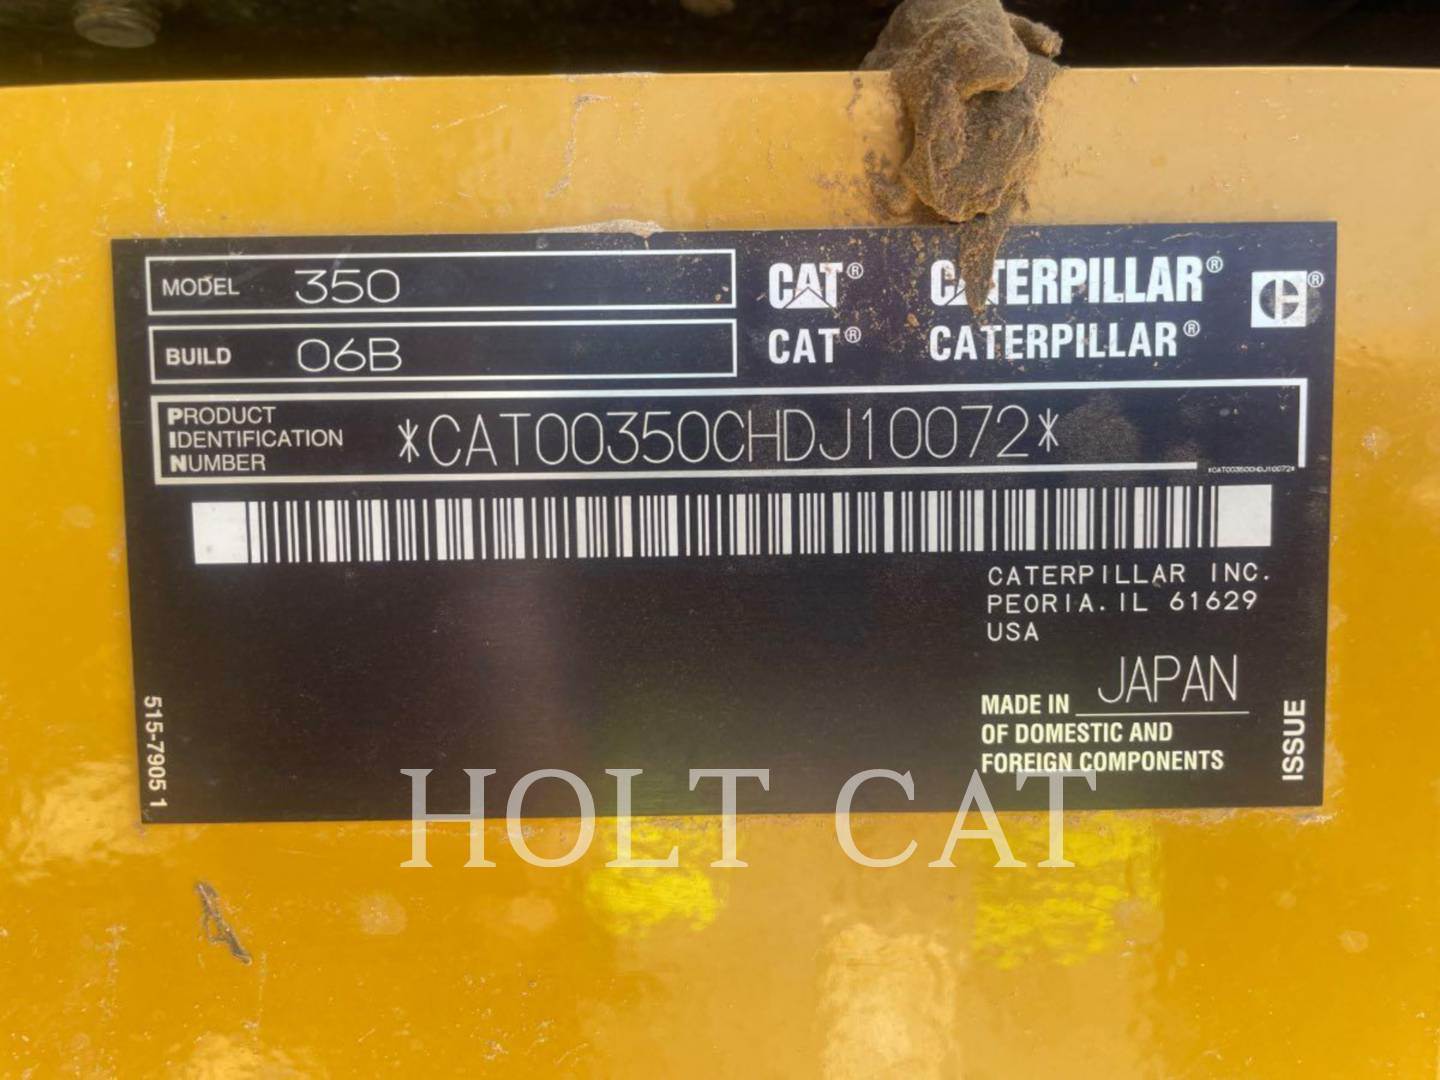 MODEL 350
BUILD 06B
CAT® CATERPILLAR®
CAT® CATERPILLAR®
PRODUCT
IDENTIFICATION
NUMBER
*CAT00350CHDJ10072*
*CAT00350CHDJ10072*
CATERPILLAR INC.
PEORIA. IL 61629
USA
MADE IN JAPAN
OF DOMESTIC AND
FOREIGN COMPONENTS
515-7905 1
ISSUE
HOLT CAT